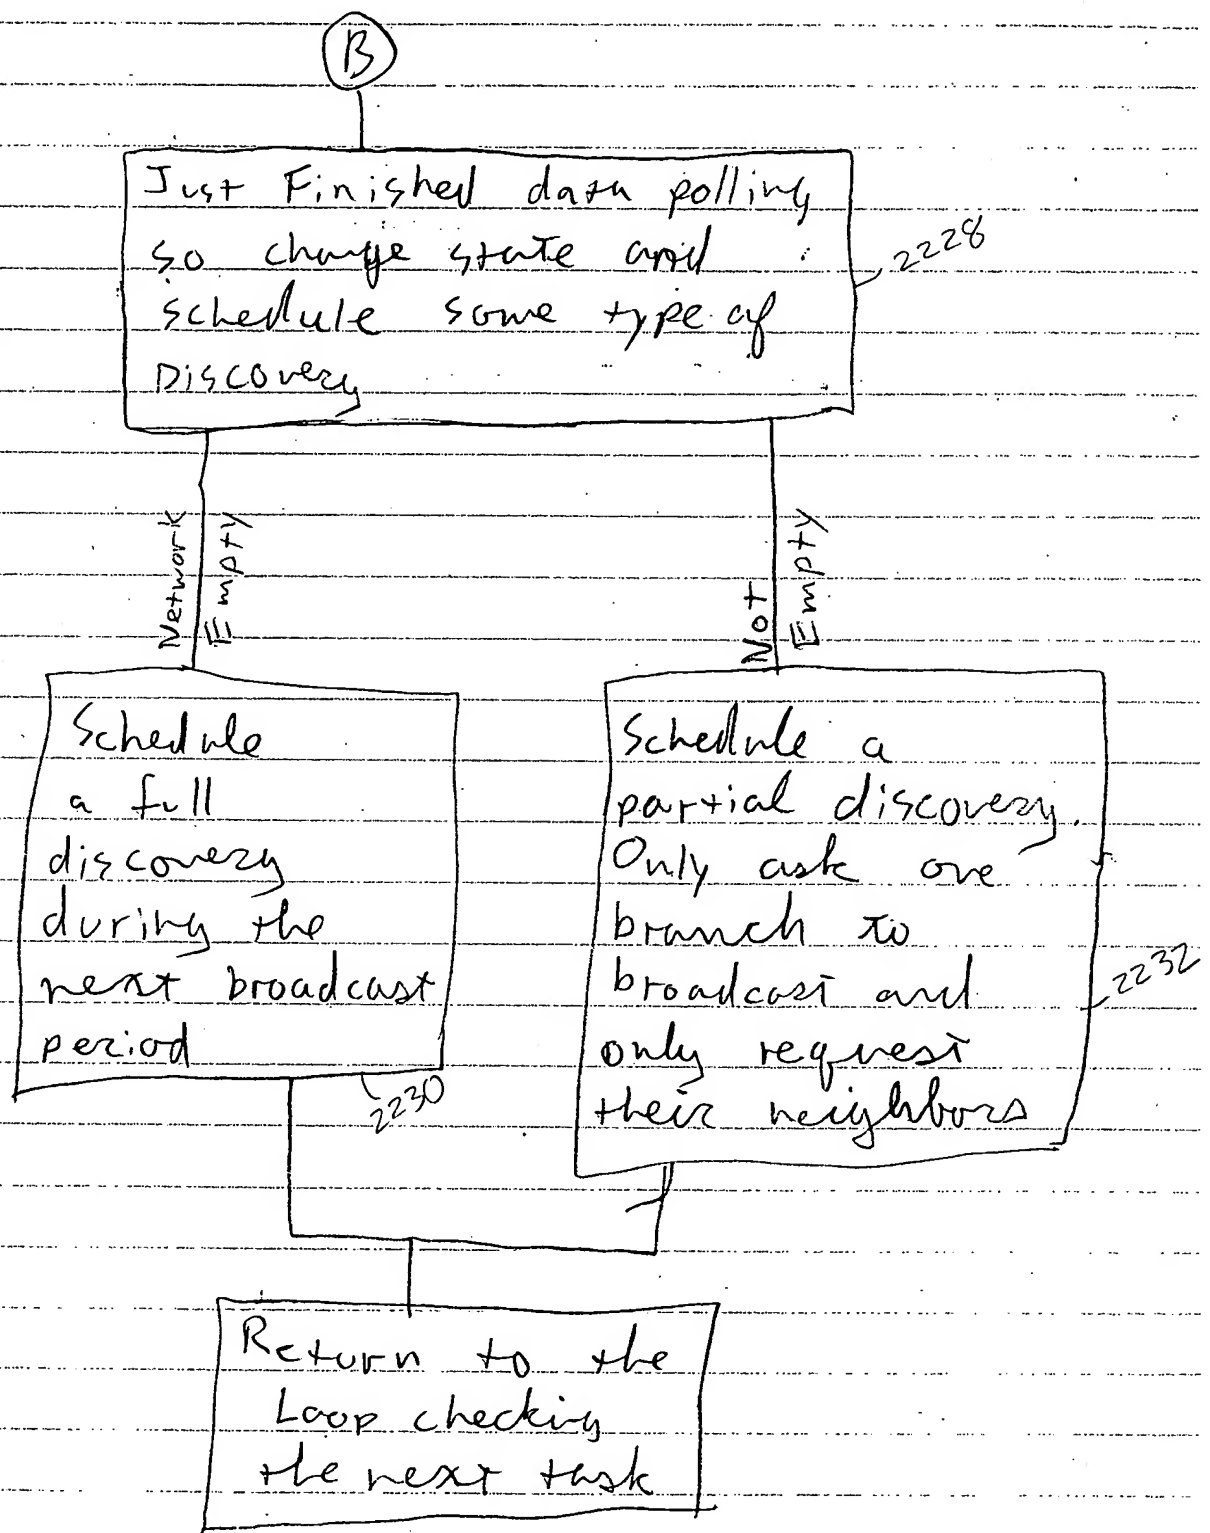 B
Just Finished data polling
so change state and
schedule some type of
Discovery
2228
Network
Empty
Not
Empty
Schedule
a full
discovery
during the
next broadcast
period
2230
Schedule a
partial discovery.
Only ask one
branch to
broadcast and
only request
their neighbors
2232
Return to the
Loop checking
the next task